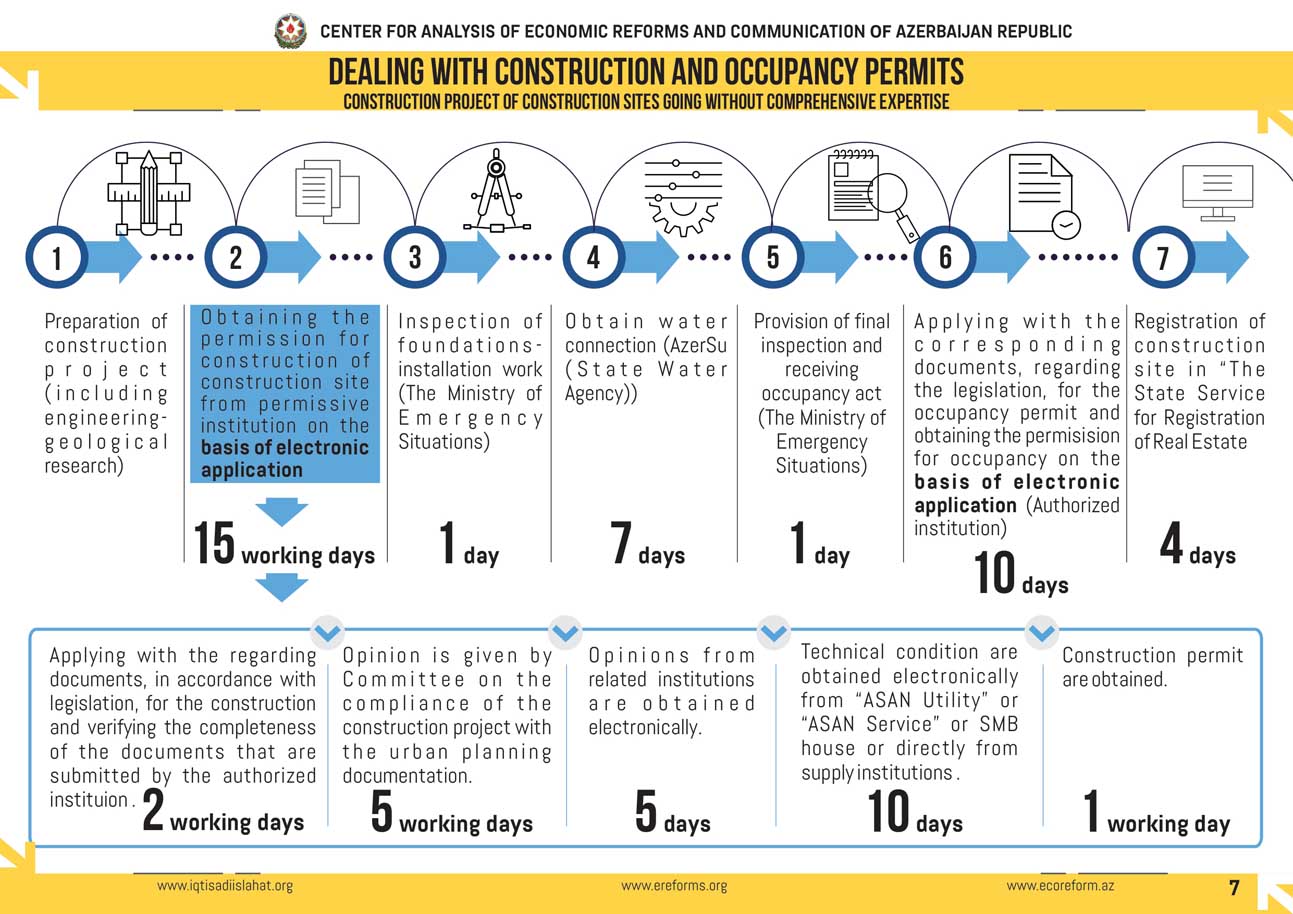 CENTER FOR ANALYSIS OF ECONOMIC REFORMS AND COMMUNICATION OF AZERBAIJAN REPUBLIC
DEALING WITH CONSTRUCTION AND OCCUPANCY PERMITS
CONSTRUCTION PROJECT OF CONSTRUCTION SITES GOING WITHOUT COMPREHENSIVE EXPERTISE
1
Preparation of
construction
project
(including
engineering-
geological
research)
2
Obtaining the
permission for
construction of
construction site
from permissive
institution on the
basis of electronic
application
15 working days
3
Inspection of
foundations-
installation work
(The Ministry of
Emergency
Situations)
1 day
4
Obtain water
connection (AzerSu
(State Water
Agency))
7 days
5
Provision of final
inspection and
receiving
occupancy act
(The Ministry of
Emergency
Situations)
1 day
6
Applying with the
corresponding
documents, regarding
the legislation, for the
occupancy permit and
obtaining the permisision
for occupancy on the
basis of electronic
application (Authorized
institution)
10 days
7
Registration of
construction
site in “The
State Service
for Registration
of Real Estate
4 days
Applying with the regarding
documents, in accordance with
legislation, for the construction
and verifying the completeness
of the documents that are
submitted by the authorized
instituion .
2 working days
Opinion is given by
Committee on the
compliance of the
construction project with
the urban planning
documentation.
5 working days
Opinions from
related institutions
are obtained
electronically.
5 days
Technical condition are
obtained electronically
from “ASAN Utility” or
“ASAN Service” or SMB
house or directly from
supply institutions .
10 days
Construction permit
are obtained.
1 working day
www.iqtisadiislahat.org
www.ereforms.org
www.ecoreform.az
7